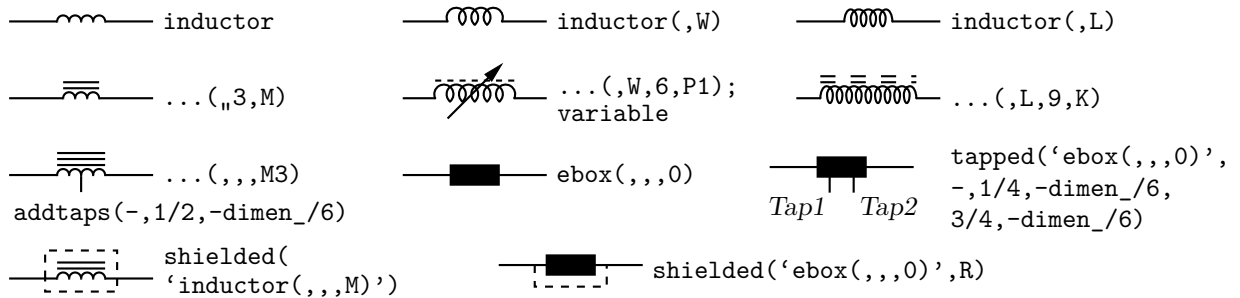 inductor
inductor(,W)
inductor(,L)
...(„3,M)
...(,W,6,P1);
variable
...(,L,9,K)
...(,,,M3)
addtaps(-,1/2,-dimen_/6)
ebox(,,,0)
Tap1
Tap2
tapped(‘ebox(,,,0)’,
-,1/4,-dimen_/6,
3/4,-dimen_/6)
shielded(
‘inductor(,,,M)’)
shielded(‘ebox(,,,0)’,R)